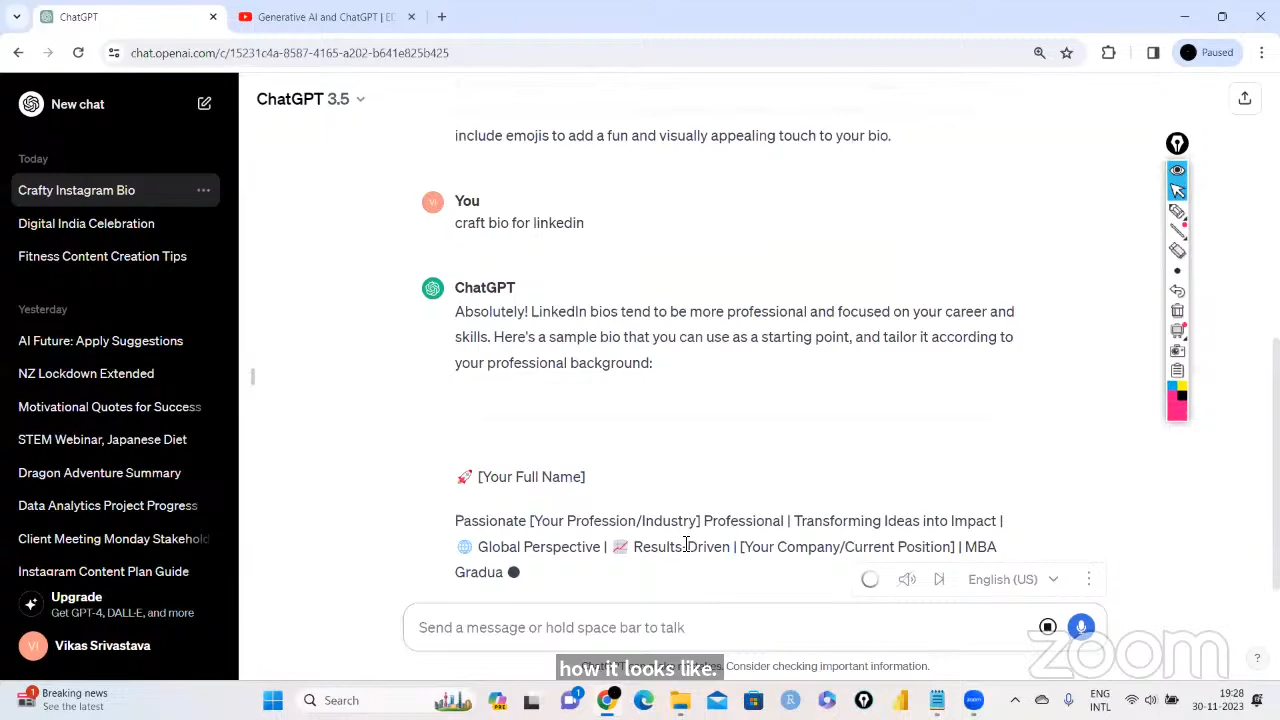 ChatGPT
Generative AI and ChatGPT | ED
chat.openai.com/c/15231c4a-8587-4165-a202-b641e825b425
Paused
New chat
ChatGPT 3.5
Today
Crafty Instagram Bio
Digital India Celebration
Fitness Content Creation Tips
Yesterday
AI Future: Apply Suggestions
NZ Lockdown Extended
Motivational Quotes for Success
STEM Webinar, Japanese Diet
Dragon Adventure Summary
Data Analytics Project Progress
Client Meeting Monday Stakehold
Instagram Content Plan Guide
Upgrade
Get GPT-4, DALL·E, and more
VI
Vikas Srivastava
include emojis to add a fun and visually appealing touch to your bio.
VI
You
craft bio for linkedin
ChatGPT
Absolutely! LinkedIn bios tend to be more professional and focused on your career and
skills. Here's a sample bio that you can use as a starting point, and tailor it according to
your professional background:
🚀 [Your Full Name]
Passionate [Your Profession/Industry] Professional | Transforming Ideas into Impact |
🌐 Global Perspective | 📈 Results-Driven | [Your Company/Current Position] | MBA
Gradua
English (US)
Send a message or hold space bar to talk
zoom
how it looks like.
Consider checking important information.
?
1
Breaking news
See the latest
Search
PRE
1
zoom
ENG
INTL
19:28
30-11-2023